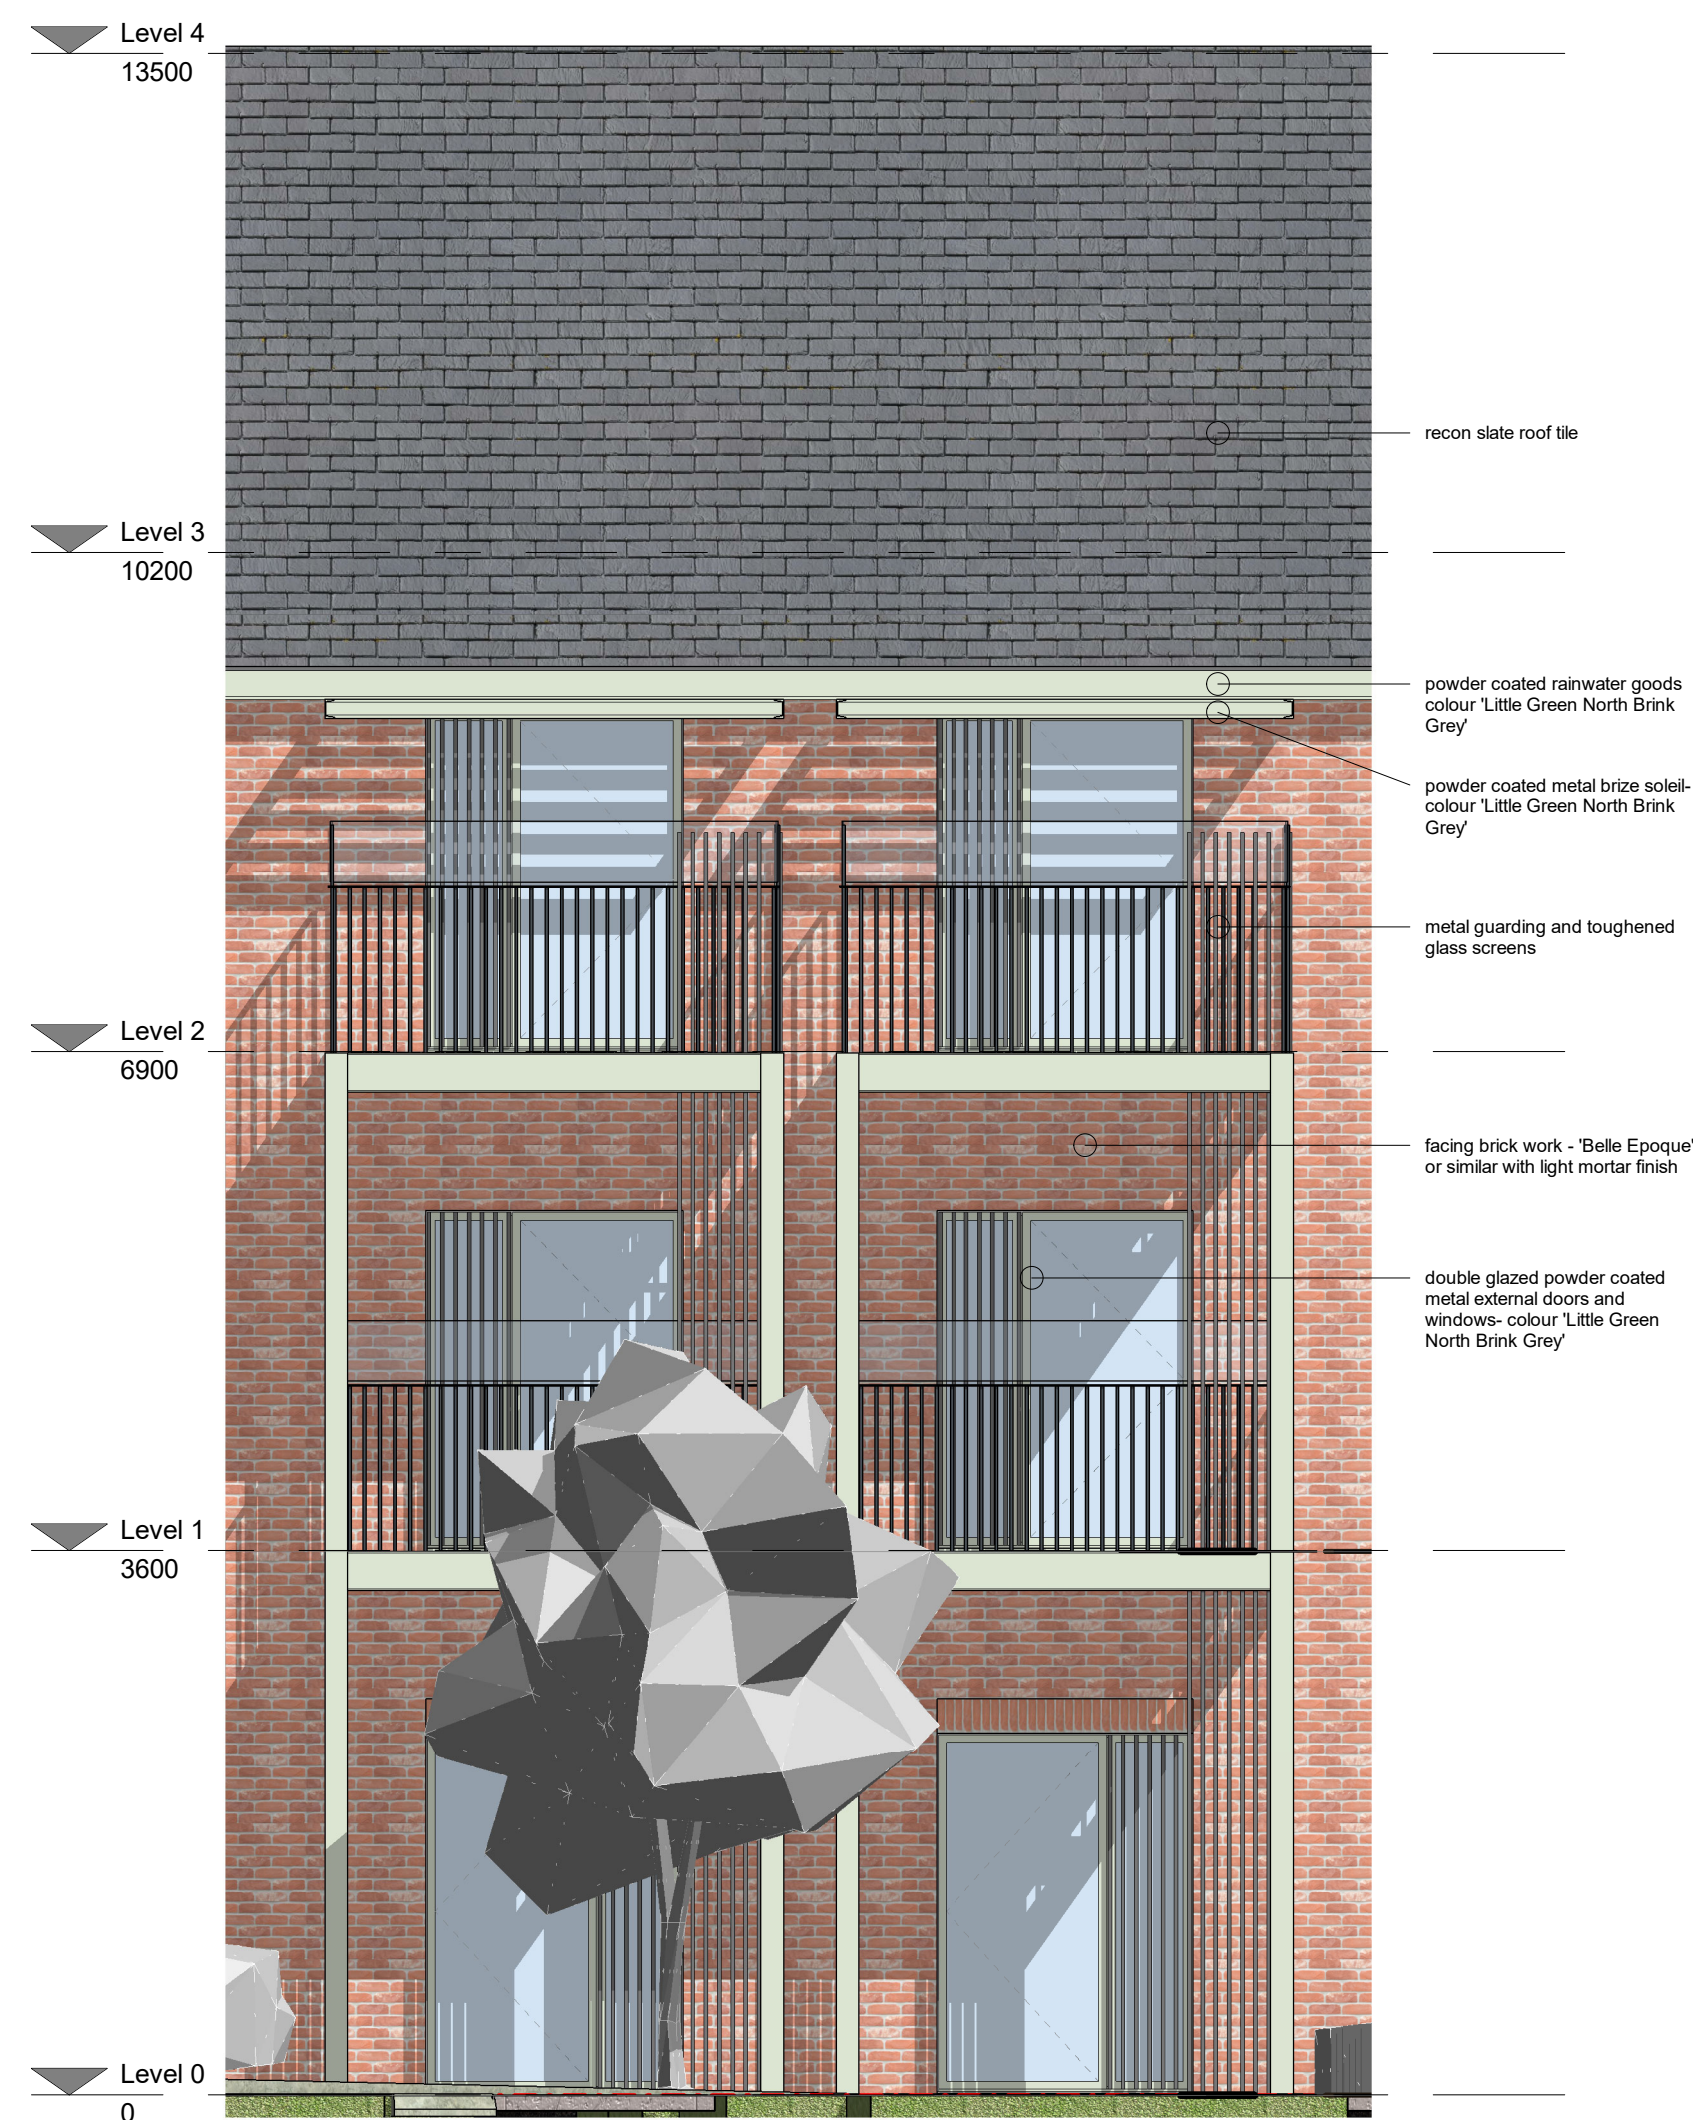 Level 4
13500
recon slate roof tile
Level 3
10200
powder coated rainwater goods
colour 'Little Green North Brink
Grey'
powder coated metal brize soleil-
colour 'Little Green North Brink
Grey'
metal guarding and toughened
glass screens
Level 2
6900
facing brick work - 'Belle Epoque'
or similar with light mortar finish
double glazed powder coated
metal external doors and
windows- colour 'Little Green
North Brink Grey'
Level 1
3600
Level 0
0